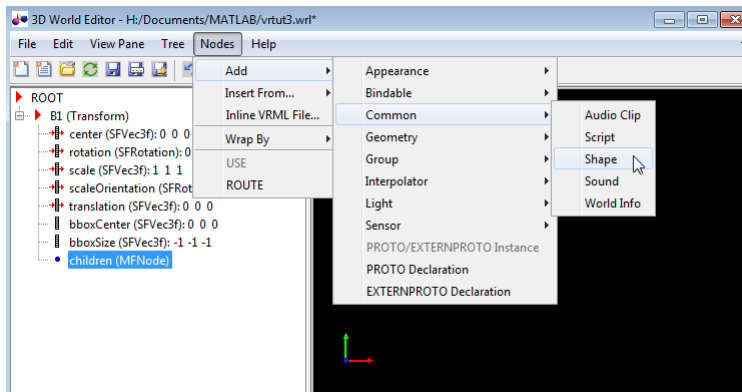 3D World Editor - H:/Documents/MATLAB/vrtut3.wrl*
File Edit View Pane Tree Nodes Help
ROOT
B1 (Transform)
center (SFVec3f): 0 0 0
rotation (SFRotation): 0
scale (SFVec3f): 1 1 1
scaleOrientation (SFRot
translation (SFVec3f): 0 0 0
bboxCenter (SFVec3f): 0 0 0
bboxSize (SFVec3f): -1 -1 -1
children (MFNode)
Add
Insert From...
Inline VRML File...
Wrap By
USE
ROUTE
Appearance
Bindable
Common
Geometry
Group
Interpolator
Light
Sensor
PROTO/EXTERNPROTO Instance
PROTO Declaration
EXTERNPROTO Declaration
Audio Clip
Script
Shape
Sound
World Info